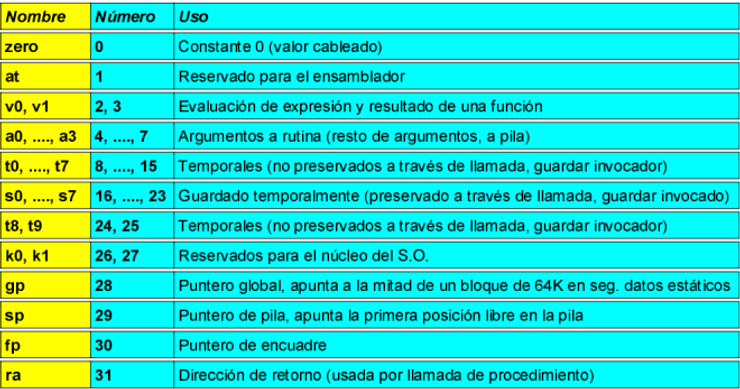 Nombre Número Uso
zero 0 Constante 0 (valor cableado)
at 1 Reservado para el ensamblador
v0, v1 2, 3 Evaluación de expresión y resultado de una función
a0, ...., a3 4, ...., 7 Argumentos a rutina (resto de argumentos, a pila)
t0, ...., t7 8, ...., 15 Temporales (no preservados a través de llamada, guardar invocador)
s0, ...., s7 16, ...., 23 Guardado temporalmente (preservado a través de llamada, guardar invocado)
t8, t9 24, 25 Temporales (no preservados a través de llamada, guardar invocador)
k0, k1 26, 27 Reservados para el núcleo del S.O.
gp 28 Puntero global, apunta a la mitad de un bloque de 64K en seg. datos estáticos
sp 29 Puntero de pila, apunta la primera posición libre en la pila
fp 30 Puntero de encuadre
ra 31 Dirección de retorno (usada por llamada de procedimiento)